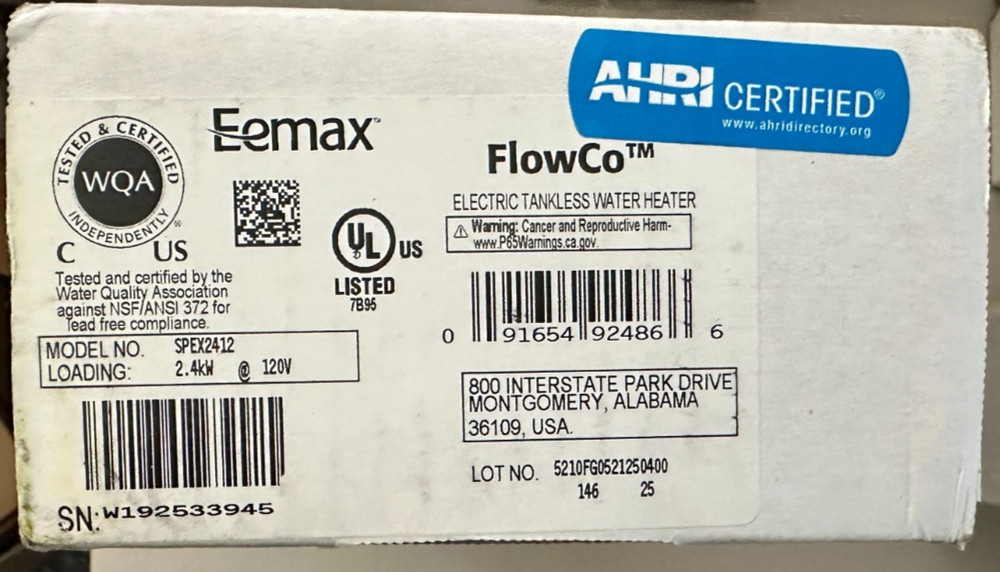 AHRI CERTIFIED®
www.ahridirectory.org
TESTED & CERTIFIED
WQA
INDEPENDENTLY
C US
Tested and certified by the
Water Quality Association
against NSF/ANSI 372 for
lead free compliance.
Eemax™
UL US
LISTED
7B95
FlowCo™
ELECTRIC TANKLESS WATER HEATER
⚠ Warning: Cancer and Reproductive Harm-
www.P65Warnings.ca.gov
0 91654 92486 6
MODEL NO. SPEX2412
LOADING: 2.4kW @ 120V
800 INTERSTATE PARK DRIVE
MONTGOMERY, ALABAMA
36109, USA.
LOT NO. 5210FG0521250400
146 25
SN:W192533945